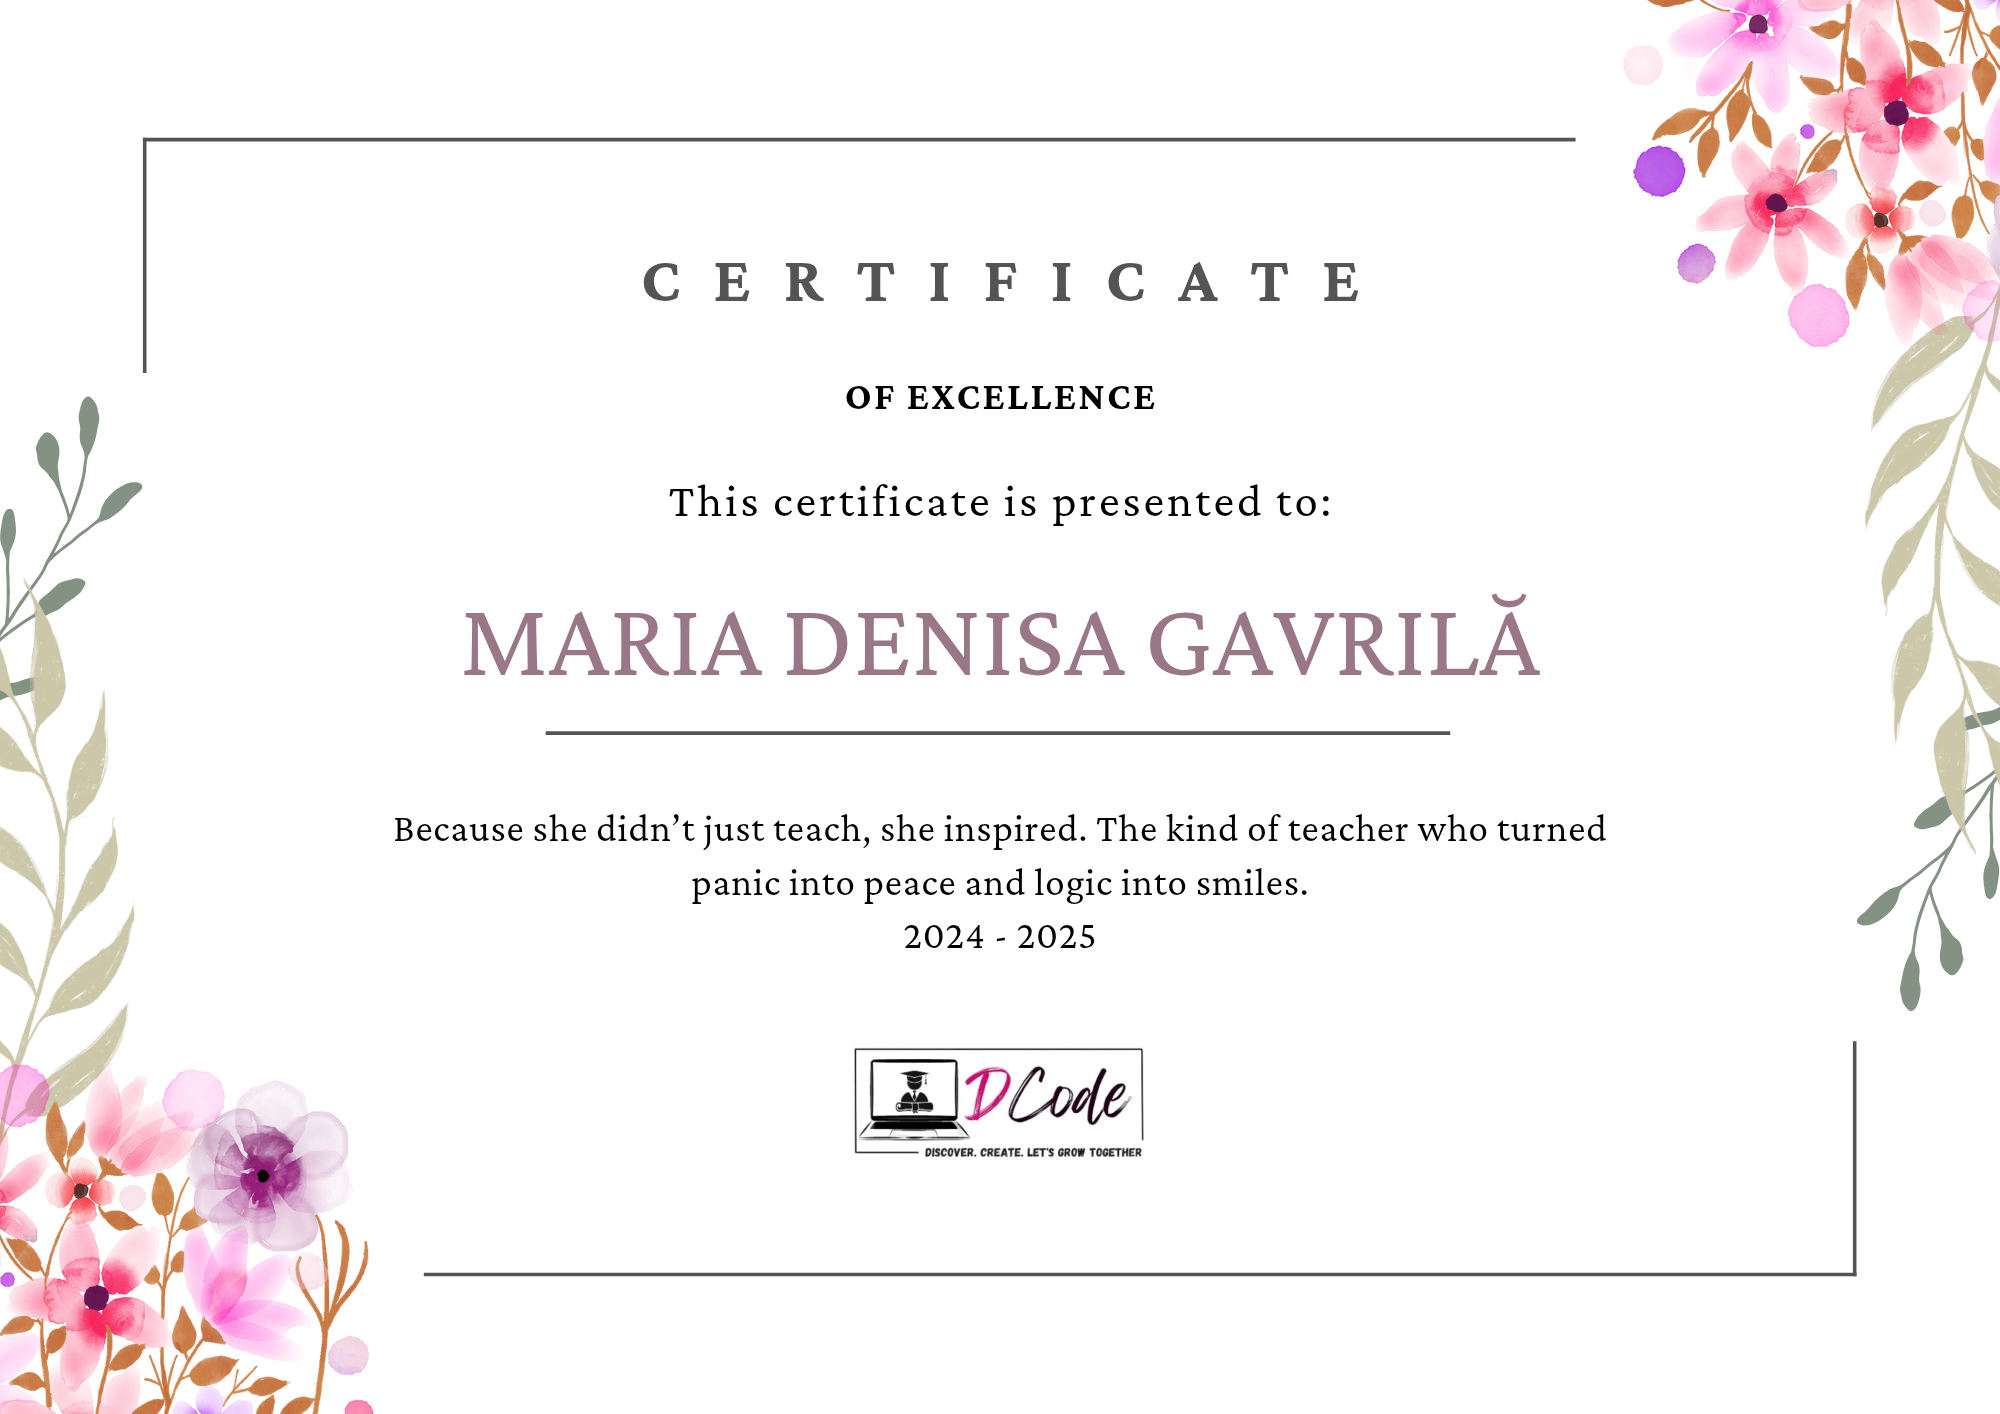 CERTIFICATE
OF EXCELLENCE
This certificate is presented to:
MARIA DENISA GAVRILĂ
Because she didn’t just teach, she inspired. The kind of teacher who turned
panic into peace and logic into smiles.
2024 - 2025
DCode
DISCOVER. CREATE. LET'S GROW TOGETHER